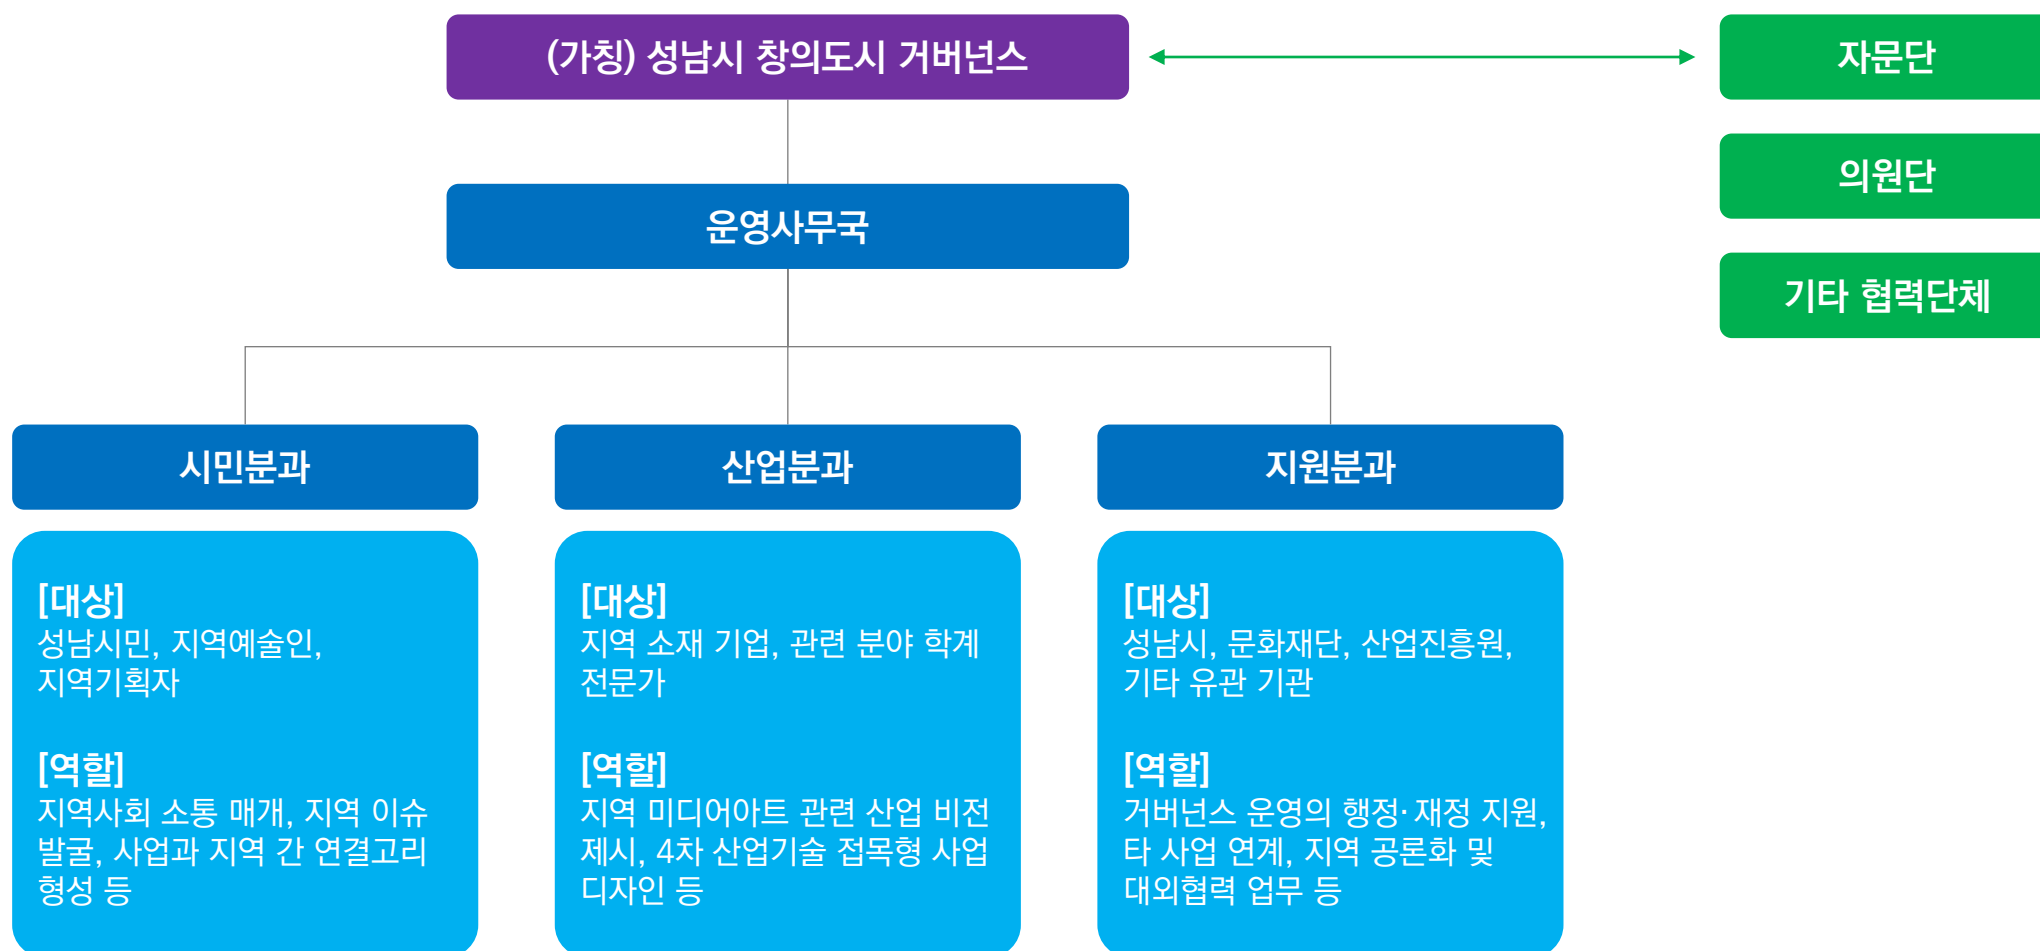 (가칭) 성남시 창의도시 거버넌스
자문단
의원단
기타 협력단체
운영사무국
시민분과
산업분과
지원분과
[대상]
성남시민, 지역예술인,
지역기획자
[역할]
지역사회 소통 매개, 지역 이슈
발굴, 사업과 지역 간 연결고리
형성 등
[대상]
지역 소재 기업, 관련 분야 학계
전문가
[역할]
지역 미디어아트 관련 산업 비전
제시, 4차 산업기술 접목형 사업
디자인 등
[대상]
성남시, 문화재단, 산업진흥원,
기타 유관 기관
[역할]
거버넌스 운영의 행정·재정 지원,
타 사업 연계, 지역 공론화 및
대외협력 업무 등